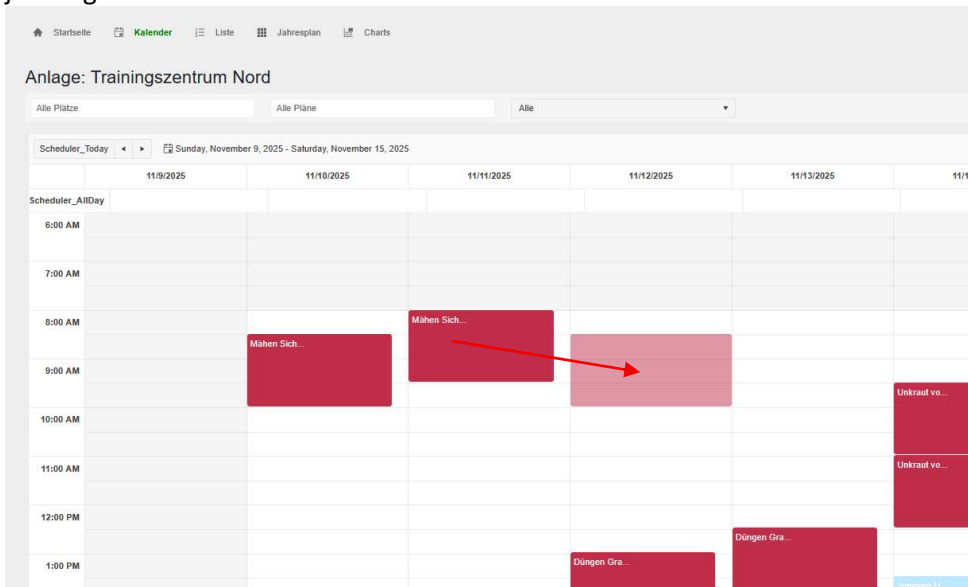 Startseite Kalender Liste Jahresplan Charts
Anlage: Trainingszentrum Nord
Alle Plätze Alle Pläne Alle
Scheduler_Today Sunday, November 9, 2025 - Saturday, November 15, 2025
11/9/2025 11/10/2025 11/11/2025 11/12/2025 11/13/2025 11/1
Scheduler_AllDay
6:00 AM
7:00 AM
8:00 AM Mähen Sich...
Mähen Sich...
9:00 AM
Unkraut vo...
10:00 AM
11:00 AM Unkraut vo...
12:00 PM
Düngen Gra...
1:00 PM Düngen Gra...